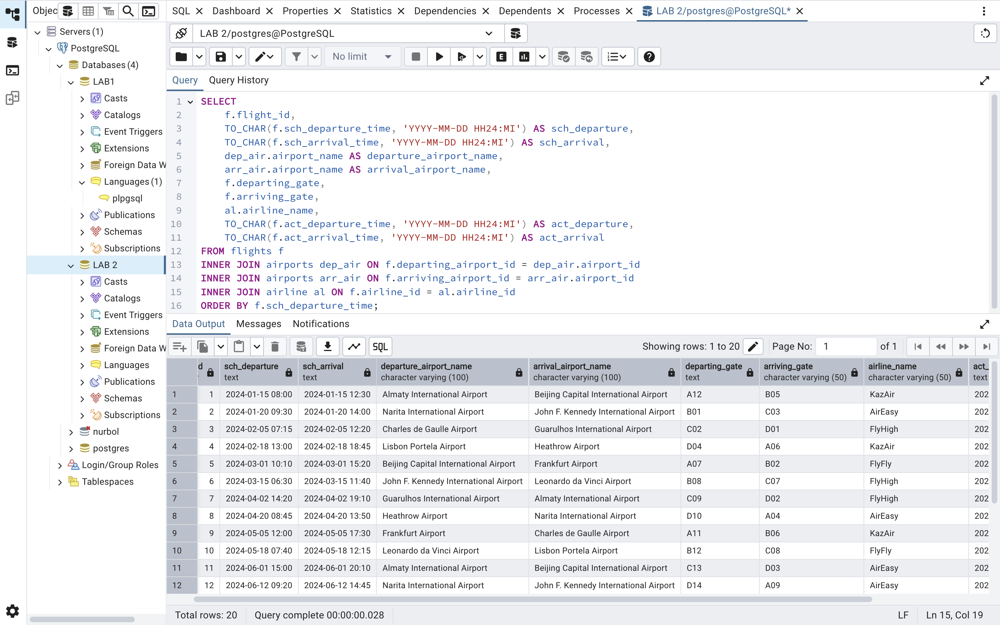 Objec
SQL
Dashboard
Properties
Statistics
Dependencies
Dependents
Processes
LAB 2/postgres@PostgreSQL*
Servers (1)
PostgreSQL
Databases (4)
LAB1
Casts
Catalogs
Event Triggers
Extensions
Foreign Data W
Languages (1)
plpgsql
Publications
Schemas
Subscriptions
LAB 2
Casts
Catalogs
Event Triggers
Extensions
Foreign Data W
Languages
Publications
Schemas
Subscriptions
nurbol
postgres
Login/Group Roles
Tablespaces
LAB 2/postgres@PostgreSQL
No limit
E
Query Query History
1 SELECT
2 f.flight_id,
3 TO_CHAR(f.sch_departure_time, 'YYYY-MM-DD HH24:MI') AS sch_departure,
4 TO_CHAR(f.sch_arrival_time, 'YYYY-MM-DD HH24:MI') AS sch_arrival,
5 dep_air.airport_name AS departure_airport_name,
6 arr_air.airport_name AS arrival_airport_name,
7 f.departing_gate,
8 f.arriving_gate,
9 al.airline_name,
10 TO_CHAR(f.act_departure_time, 'YYYY-MM-DD HH24:MI') AS act_departure,
11 TO_CHAR(f.act_arrival_time, 'YYYY-MM-DD HH24:MI') AS act_arrival
12 FROM flights f
13 INNER JOIN airports dep_air ON f.departing_airport_id = dep_air.airport_id
14 INNER JOIN airports arr_air ON f.arriving_airport_id = arr_air.airport_id
15 INNER JOIN airline al ON f.airline_id = al.airline_id
16 ORDER BY f.sch_departure_time;
Data Output Messages Notifications
SQL Showing rows: 1 to 20 Page No: 1 of 1
d sch_departure sch_arrival departure_airport_name arrival_airport_name departing_gate arriving_gate airline_name act_
text text character varying (100) character varying (100) text character varying (50) character varying (50) text
1 1 2024-01-15 08:00 2024-01-15 12:30 Almaty International Airport Beijing Capital International Airport A12 B05 KazAir 202
2 2 2024-01-20 09:30 2024-01-20 14:00 Narita International Airport John F. Kennedy International Airport B01 C03 AirEasy 202
3 3 2024-02-05 07:15 2024-02-05 12:20 Charles de Gaulle Airport Guarulhos International Airport C02 D01 FlyHigh 202
4 4 2024-02-18 13:00 2024-02-18 18:45 Lisbon Portela Airport Heathrow Airport D04 A06 KazAir 202
5 5 2024-03-01 10:10 2024-03-01 15:20 Beijing Capital International Airport Frankfurt Airport A07 B02 FlyFly 202
6 6 2024-03-15 06:30 2024-03-15 11:40 John F. Kennedy International Airport Leonardo da Vinci Airport B08 C07 FlyHigh 202
7 7 2024-04-02 14:20 2024-04-02 19:10 Guarulhos International Airport Almaty International Airport C09 D02 FlyHigh 202
8 8 2024-04-20 08:45 2024-04-20 13:50 Heathrow Airport Narita International Airport D10 A04 AirEasy 202
9 9 2024-05-05 12:00 2024-05-05 17:30 Frankfurt Airport Charles de Gaulle Airport A11 B06 KazAir 202
10 10 2024-05-18 07:40 2024-05-18 12:15 Leonardo da Vinci Airport Lisbon Portela Airport B12 C08 FlyFly 202
11 11 2024-06-01 15:00 2024-06-01 20:10 Almaty International Airport Beijing Capital International Airport C13 D03 AirEasy 202
12 12 2024-06-12 09:20 2024-06-12 14:45 Narita International Airport John F. Kennedy International Airport D14 A09 AirEasy 202
Total rows: 20 Query complete 00:00:00.028 LF Ln 15, Col 19